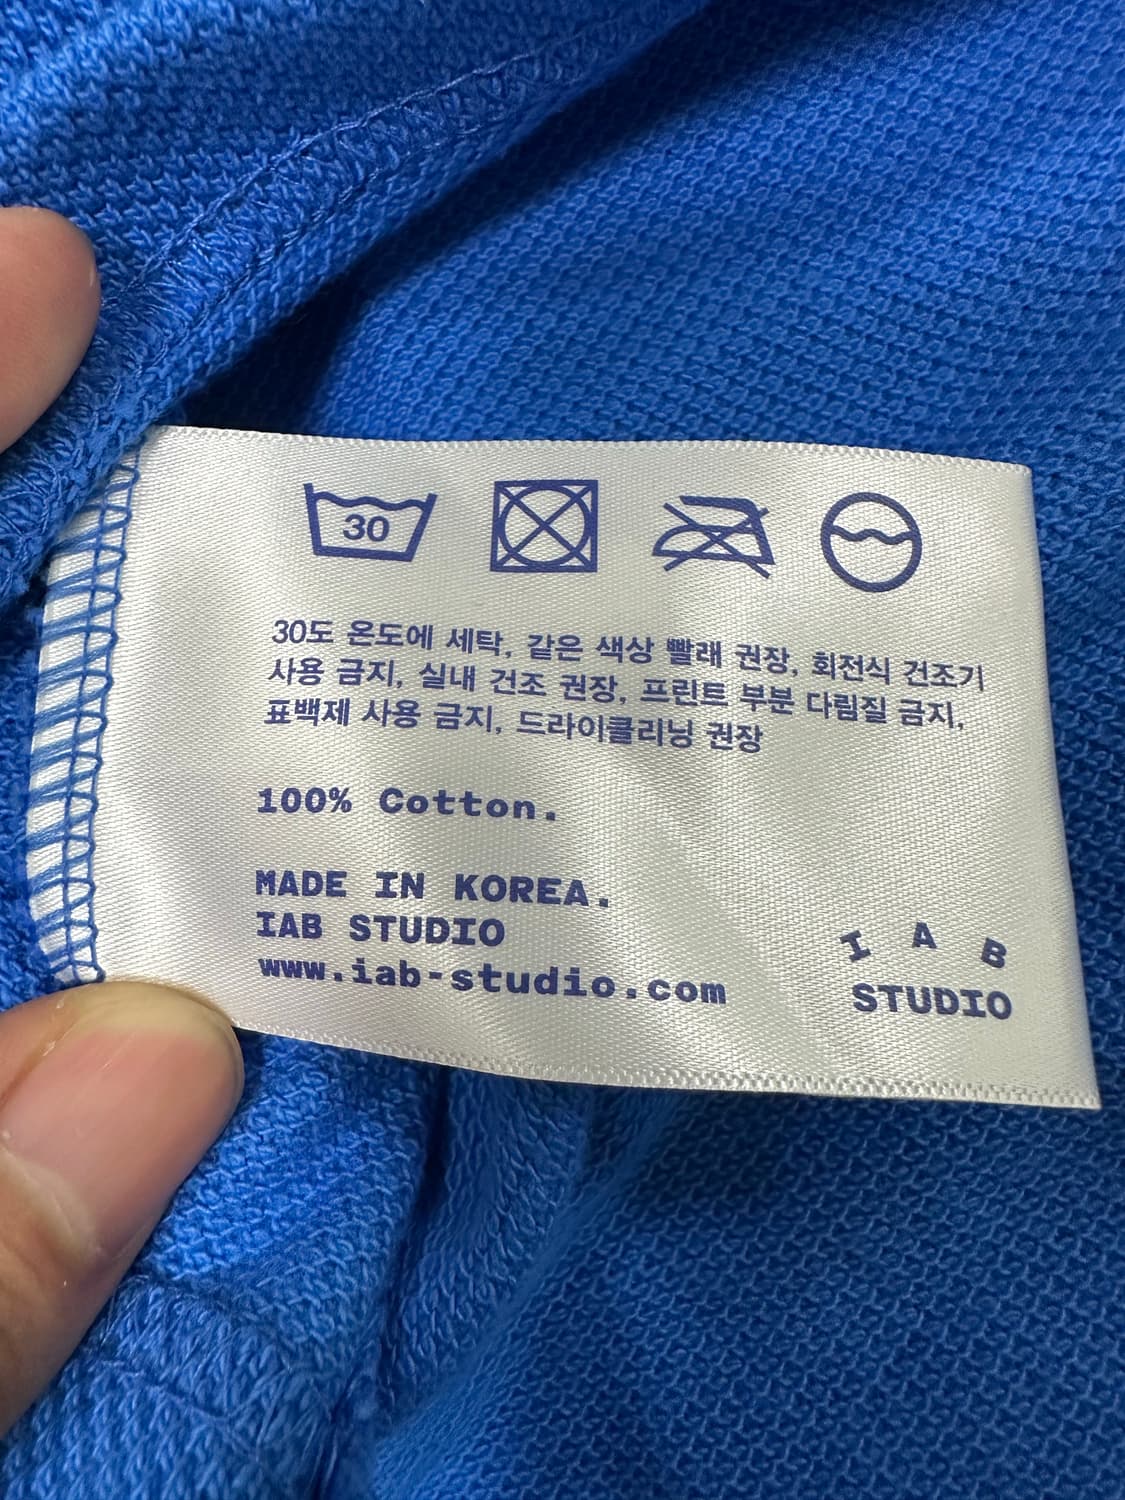 30
30도 온도에 세탁, 같은 색상 빨래 권장, 회전식 건조기
사용 금지, 실내 건조 권장, 프린트 부분 다림질 금지,
표백제 사용 금지, 드라이클리닝 권장
100% Cotton.
MADE IN KOREA.
IAB STUDIO
www.iab-studio.com
I A B
STUDIO